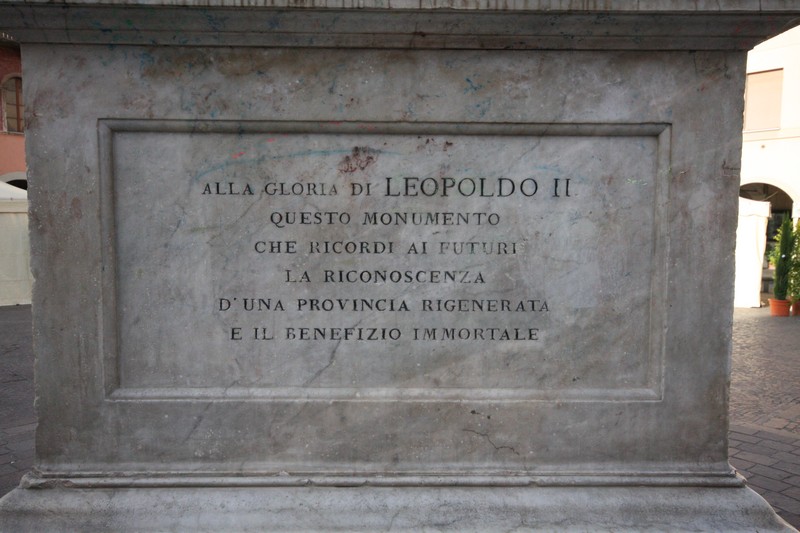 ALLA GLORIA DI LEOPOLDO II
QUESTO MONUMENTO
CHE RICORDI AI FUTURI
LA RICONOSCENZA
D'UNA PROVINCIA RIGENERATA
E IL BENEFIZIO IMMORTALE